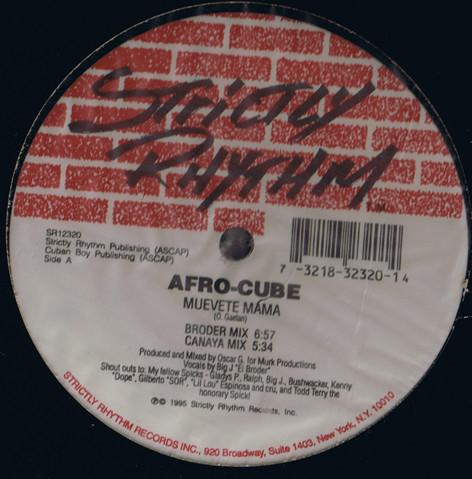 STRICTLY
RHYTHM
TM
SR12320
Strictly Rhythm Publishing (ASCAP)
Cuban Boy Publishing (ASCAP)
Side A
7 -3218-32320-1 4
AFRO-CUBE
MUEVETE MAMA
(O. Gaetan)
BRODER MIX 6:57
CANAYA MIX 5:34
Produced and Mixed by Oscar G. for Murk Productions
Vocals by Big J "El Broder"
Shout outs to: My fellow Spicks - Gladys P., Ralph, Big J., Bushwacker, Kenny
"Dope", Gilberto "SOR", "Lil Lou" Espinosa and cru, and Todd Terry the
honorary Spick!
℗ © 1995 Strictly Rhythm Records, Inc.
STRICTLY RHYTHM RECORDS INC., 920 Broadway, Suite 1403, New York, N.Y. 10010